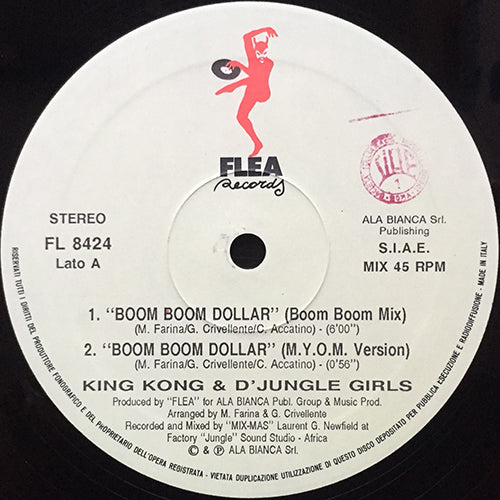 FLEA
Records
STEREO
FL 8424
Lato A
ALA BIANCA Srl.
Publishing
S.I.A.E.
MIX 45 RPM
1. "BOOM BOOM DOLLAR" (Boom Boom Mix)
(M. Farina/G. Crivellente/C. Accatino) - (6'00")
2. "BOOM BOOM DOLLAR" (M.Y.O.M. Version)
(M. Farina/G. Crivellente/C. Accatino) - (0'56")
KING KONG & D'JUNGLE GIRLS
Produced by "FLEA" for ALA BIANCA Publ. Group & Music Prod.
Arranged by M. Farina & G. Crivellente
Recorded and Mixed by "MIX-MAS" Laurent G. Newfield at
Factory "Jungle" Sound Studio - Africa
© & ℗ ALA BIANCA Srl.
RISERVATI TUTTI I DIRITTI DEL PRODUTTORE FONOGRAFICO E DEL PROPRIETARIO DELL'OPERA REGISTRATA - VIETATA DUPLICAZIONE UTILIZZAZIONE DI QUESTO DISCO DEPOSITATO PER PUBBLICA ESECUZIONE E RADIODIFFUSIONE - MADE IN ITALY